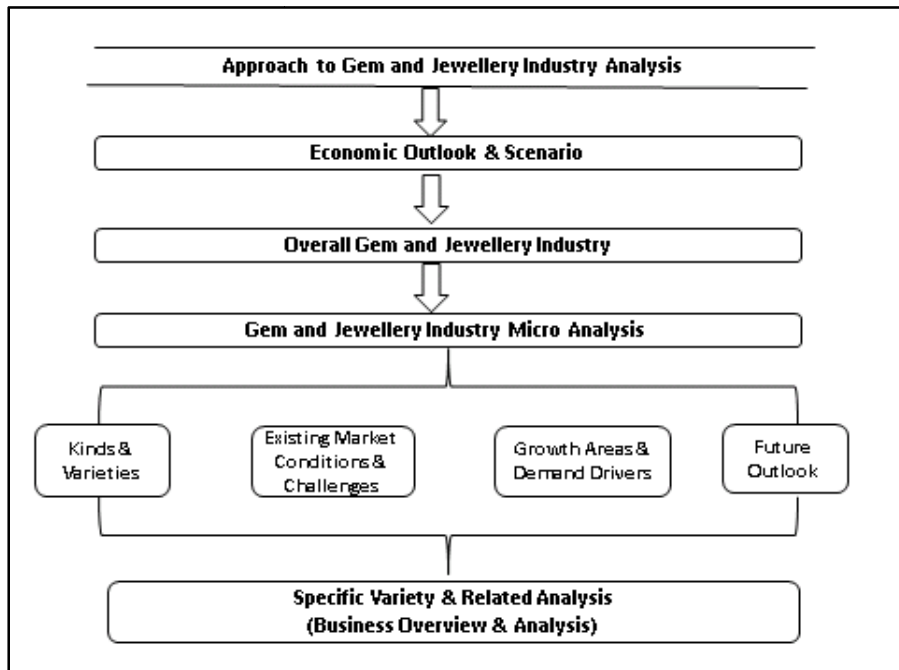 Approach to Gem and Jewellery Industry Analysis
Economic Outlook & Scenario
Overall Gem and Jewellery Industry
Gem and Jewellery Industry Micro Analysis
Kinds &
Varieties
Existing Market
Conditions &
Challenges
Growth Areas &
Demand Drivers
Future
Outlook
Specific Variety & Related Analysis
(Business Overview & Analysis)